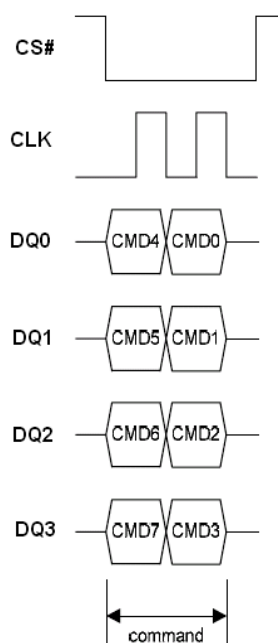 CS#
CLK
DQ0 CMD4 CMD0
DQ1 CMD5 CMD1
DQ2 CMD6 CMD2
DQ3 CMD7 CMD3
command